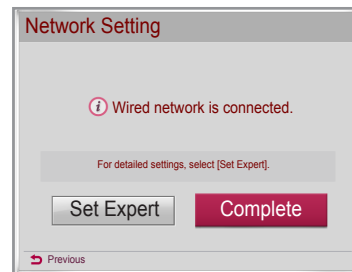 Network Setting
Wired network is connected.
For detailed settings, select [Set Expert].
Set Expert
Complete
Previous